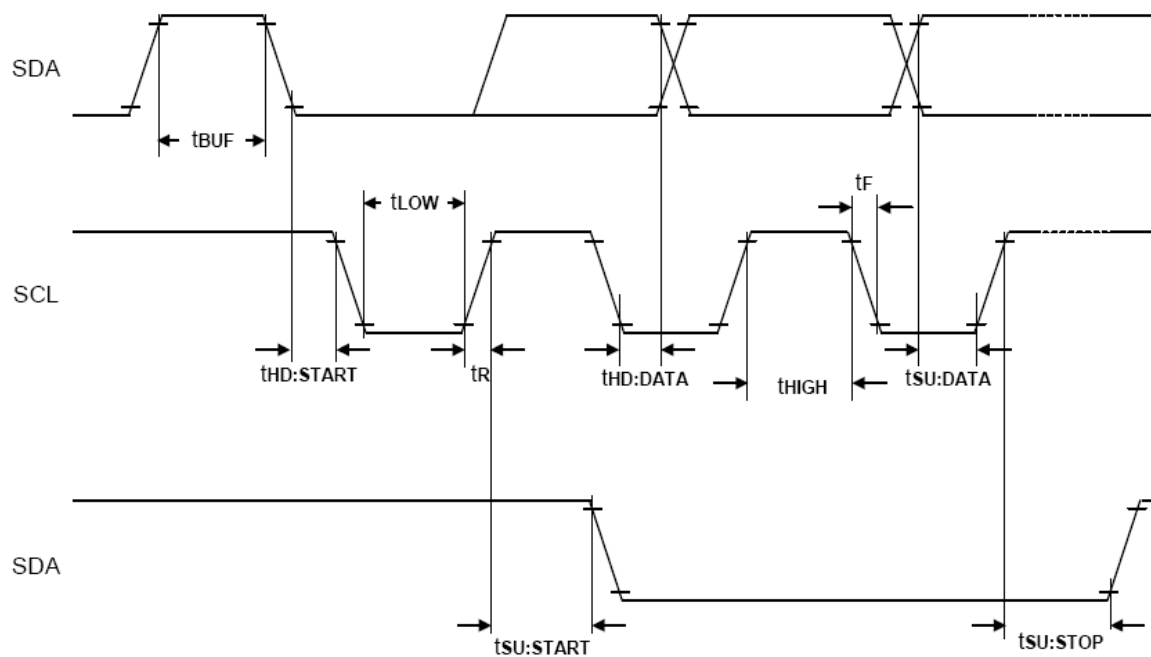 SDA
tBUF
tF
tLOW
SCL
tHD:START
tR
tHD:DATA
tHIGH
tSU:DATA
SDA
tSU:START
tSU:STOP